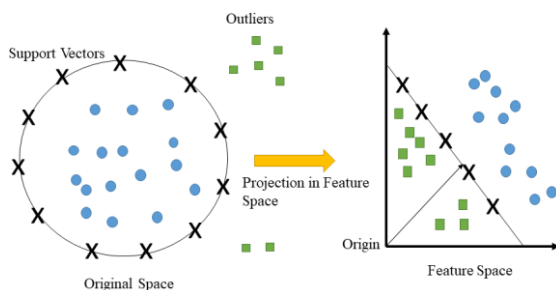 Outliers
Support Vectors
Projection in Feature
Space
Original Space
Origin
Feature Space